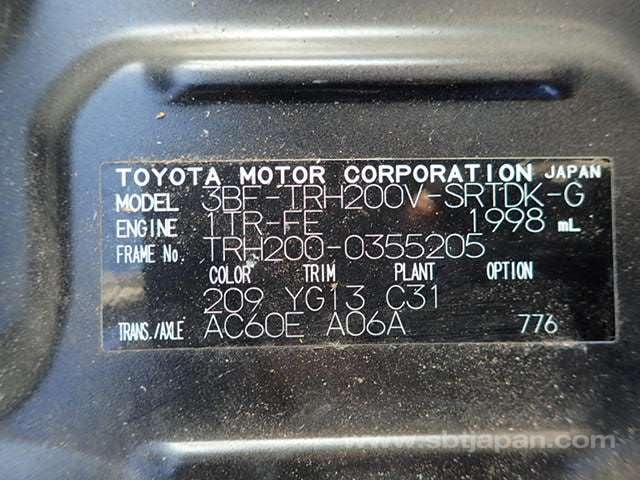 TOYOTA MOTOR CORPORATION JAPAN
MODEL 3BF-TRH200V-SRTDK-G
ENGINE 1TR-FE 1998 mL
FRAME No. TRH200-0355205
COLOR TRIM PLANT OPTION
209 YG13 C31
TRANS./AXLE AC60E A06A 776
www.sbtjapan.com